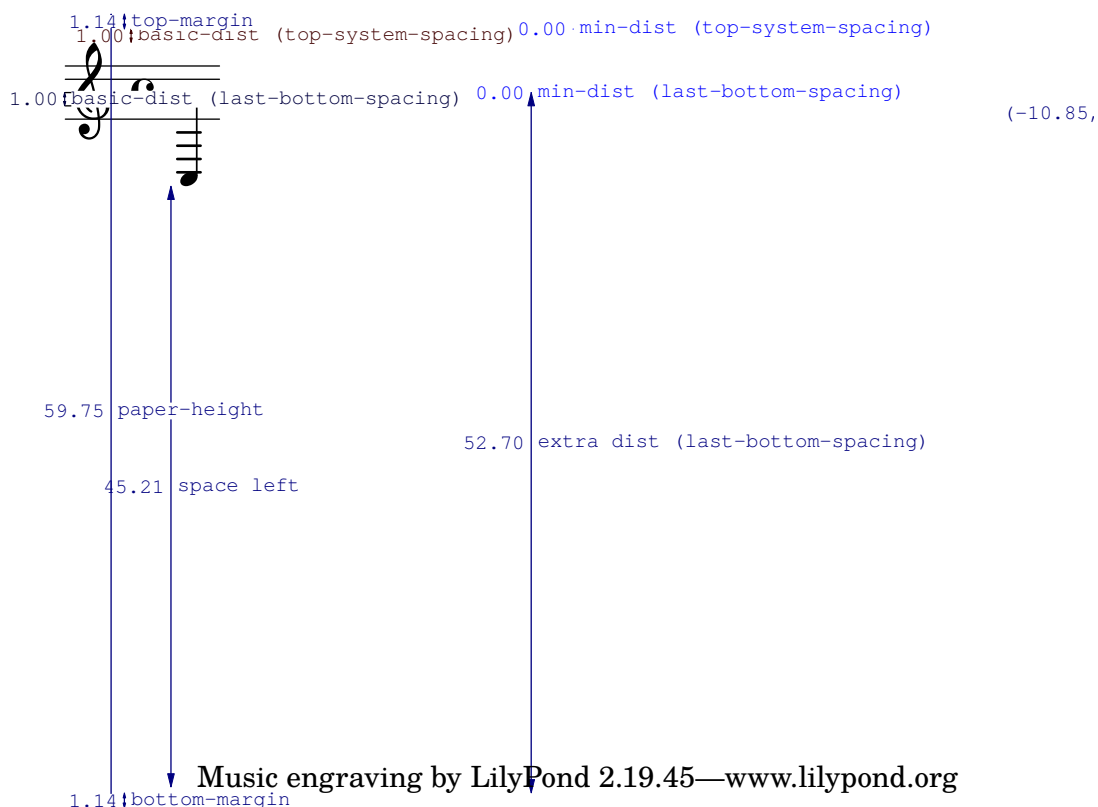 1.14 top-margin
1.00 basic-dist (top-system-spacing) 0.00 min-dist (top-system-spacing)
1.00 basic-dist (last-bottom-spacing) 0.00 min-dist (last-bottom-spacing)
(-10.85,
59.75 paper-height
52.70 extra dist (last-bottom-spacing)
45.21 space left
Music engraving by LilyPond 2.19.45—www.lilypond.org
1.14 bottom-margin